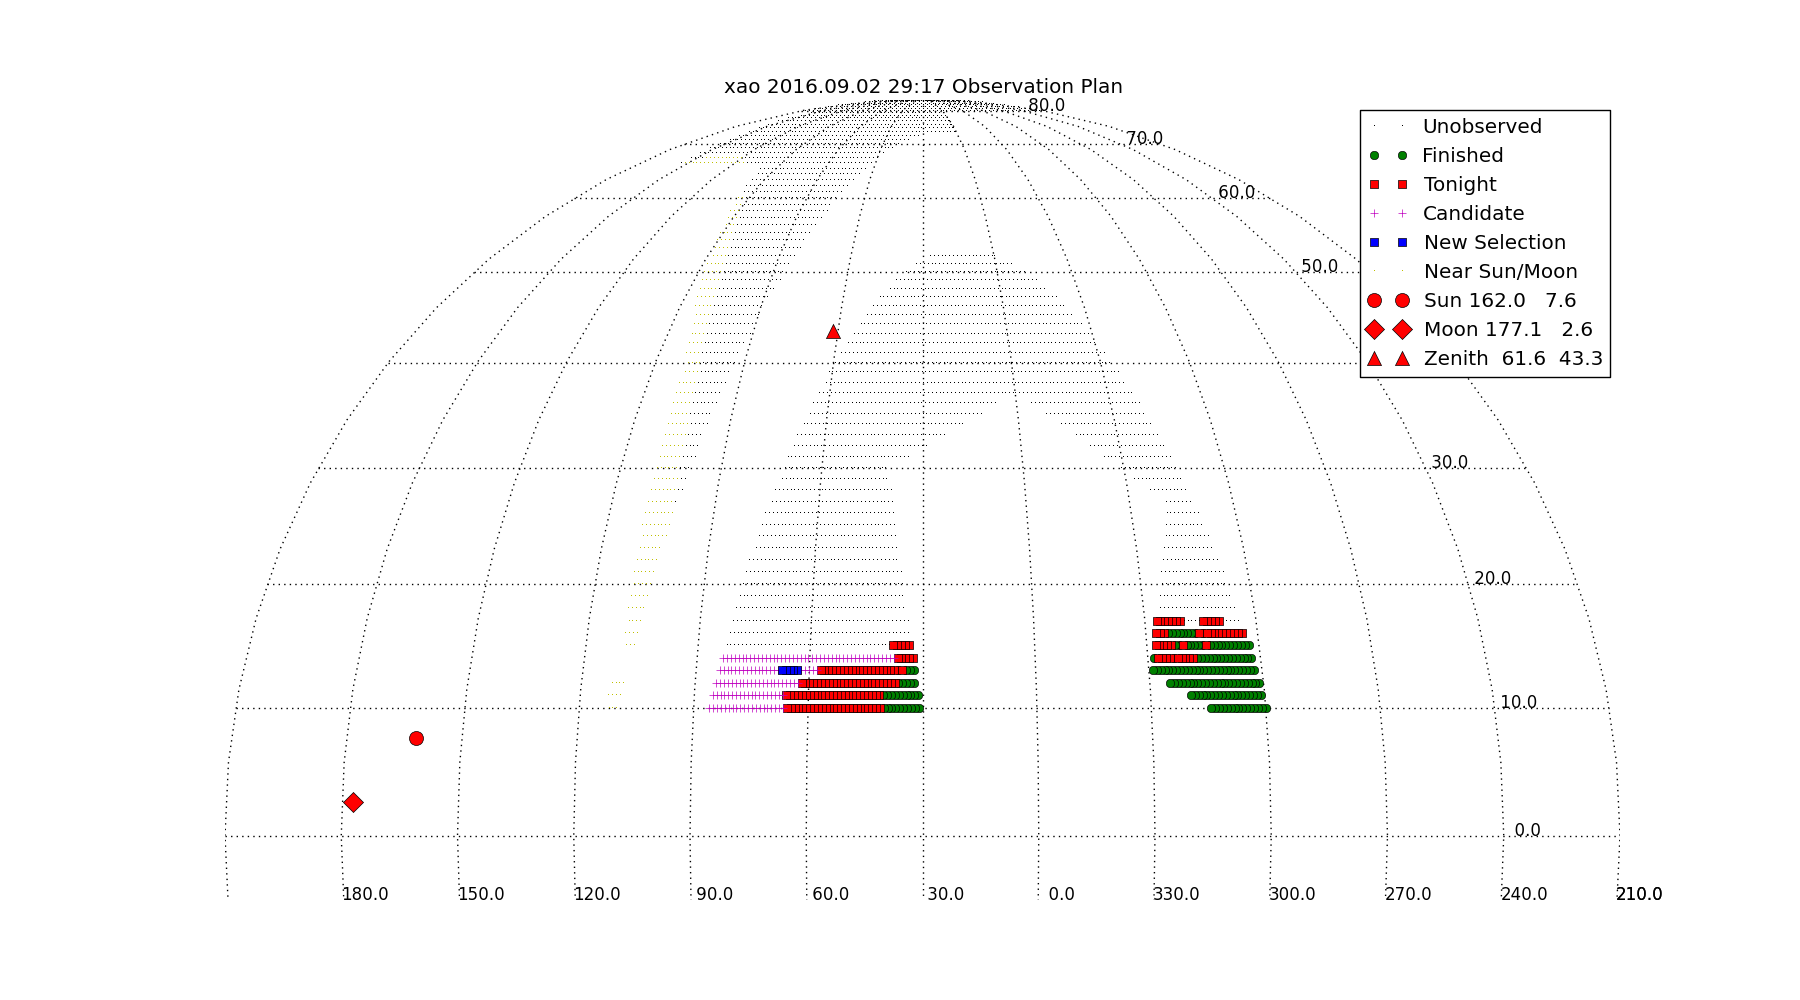 xao 2016.09.02 29:17 Observation Plan
80.0
70.0
60.0
50.0
30.0
20.0
10.0
0.0
Unobserved
Finished
Tonight
Candidate
New Selection
Near Sun/Moon
Sun 162.0 7.6
Moon 177.1 2.6
Zenith 61.6 43.3
180.0 150.0 120.0 90.0 60.0 30.0 0.0 330.0 300.0 270.0 240.0 210.0